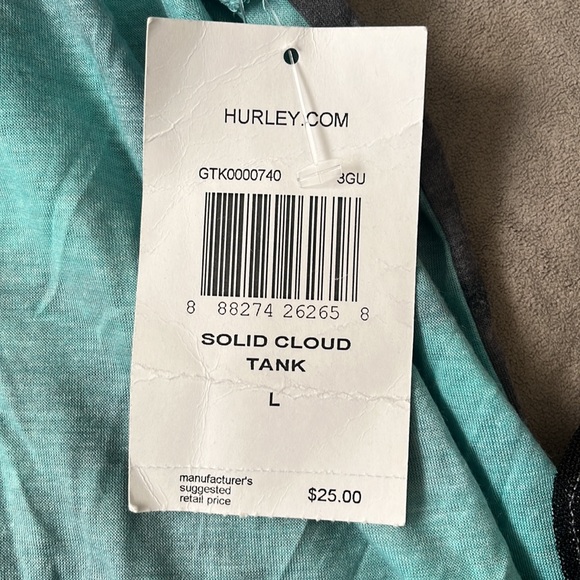 HURLEY.COM
GTK0000740 3GU
8 88274 26265 8
SOLID CLOUD
TANK
L
manufacturer's
suggested
retail price $25.00